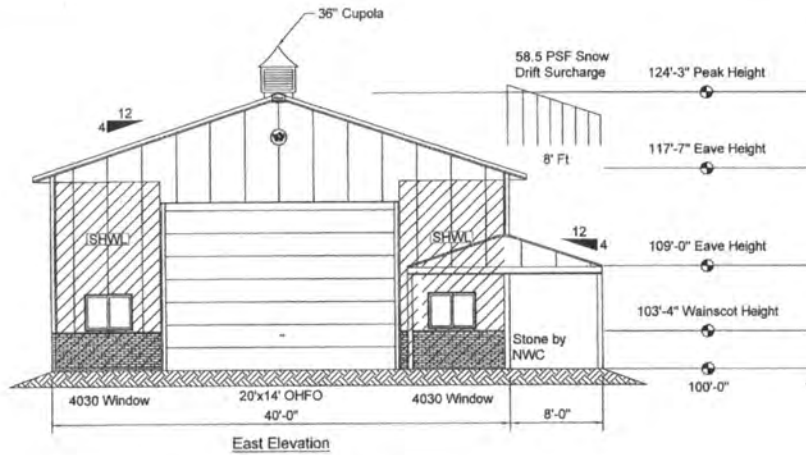 36" Cupola
58.5 PSF Snow
Drift Surcharge
124'-3" Peak Height
12
4
8' Ft
117'-7" Eave Height
SHWL
SHWL
12
4
109'-0" Eave Height
103'-4" Wainscot Height
Stone by
NWC
100'-0"
4030 Window
20'x14' OHFO
4030 Window
40'-0"
8'-0"
East Elevation